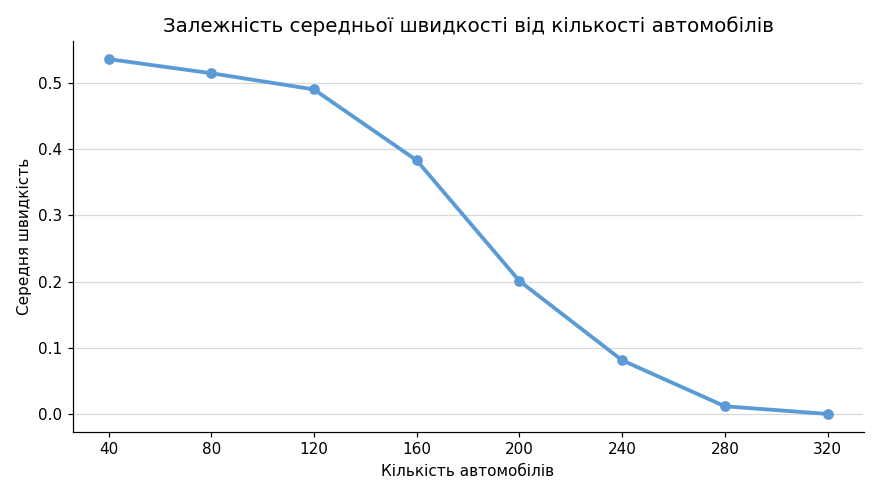 Залежність середньої швидкості від кількості автомобілів
Середня швидкість
0.5
0.4
0.3
0.2
0.1
0.0
40 80 120 160 200 240 280 320
Кількість автомобілів